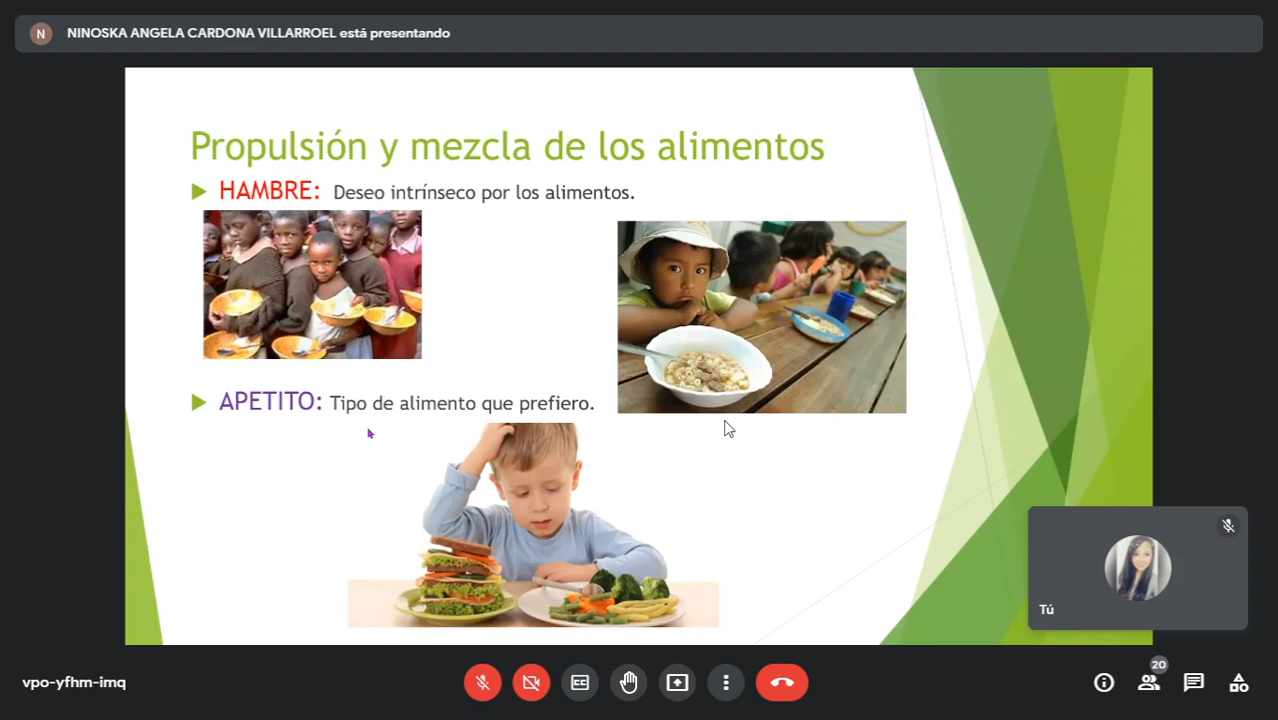 N NINOSKA ANGELA CARDONA VILLARROEL está presentando
Propulsión y mezcla de los alimentos
HAMBRE: Deseo intrínseco por los alimentos.
APETITO: Tipo de alimento que prefiero.
Tú
vpo-yfhm-imq
CC
20